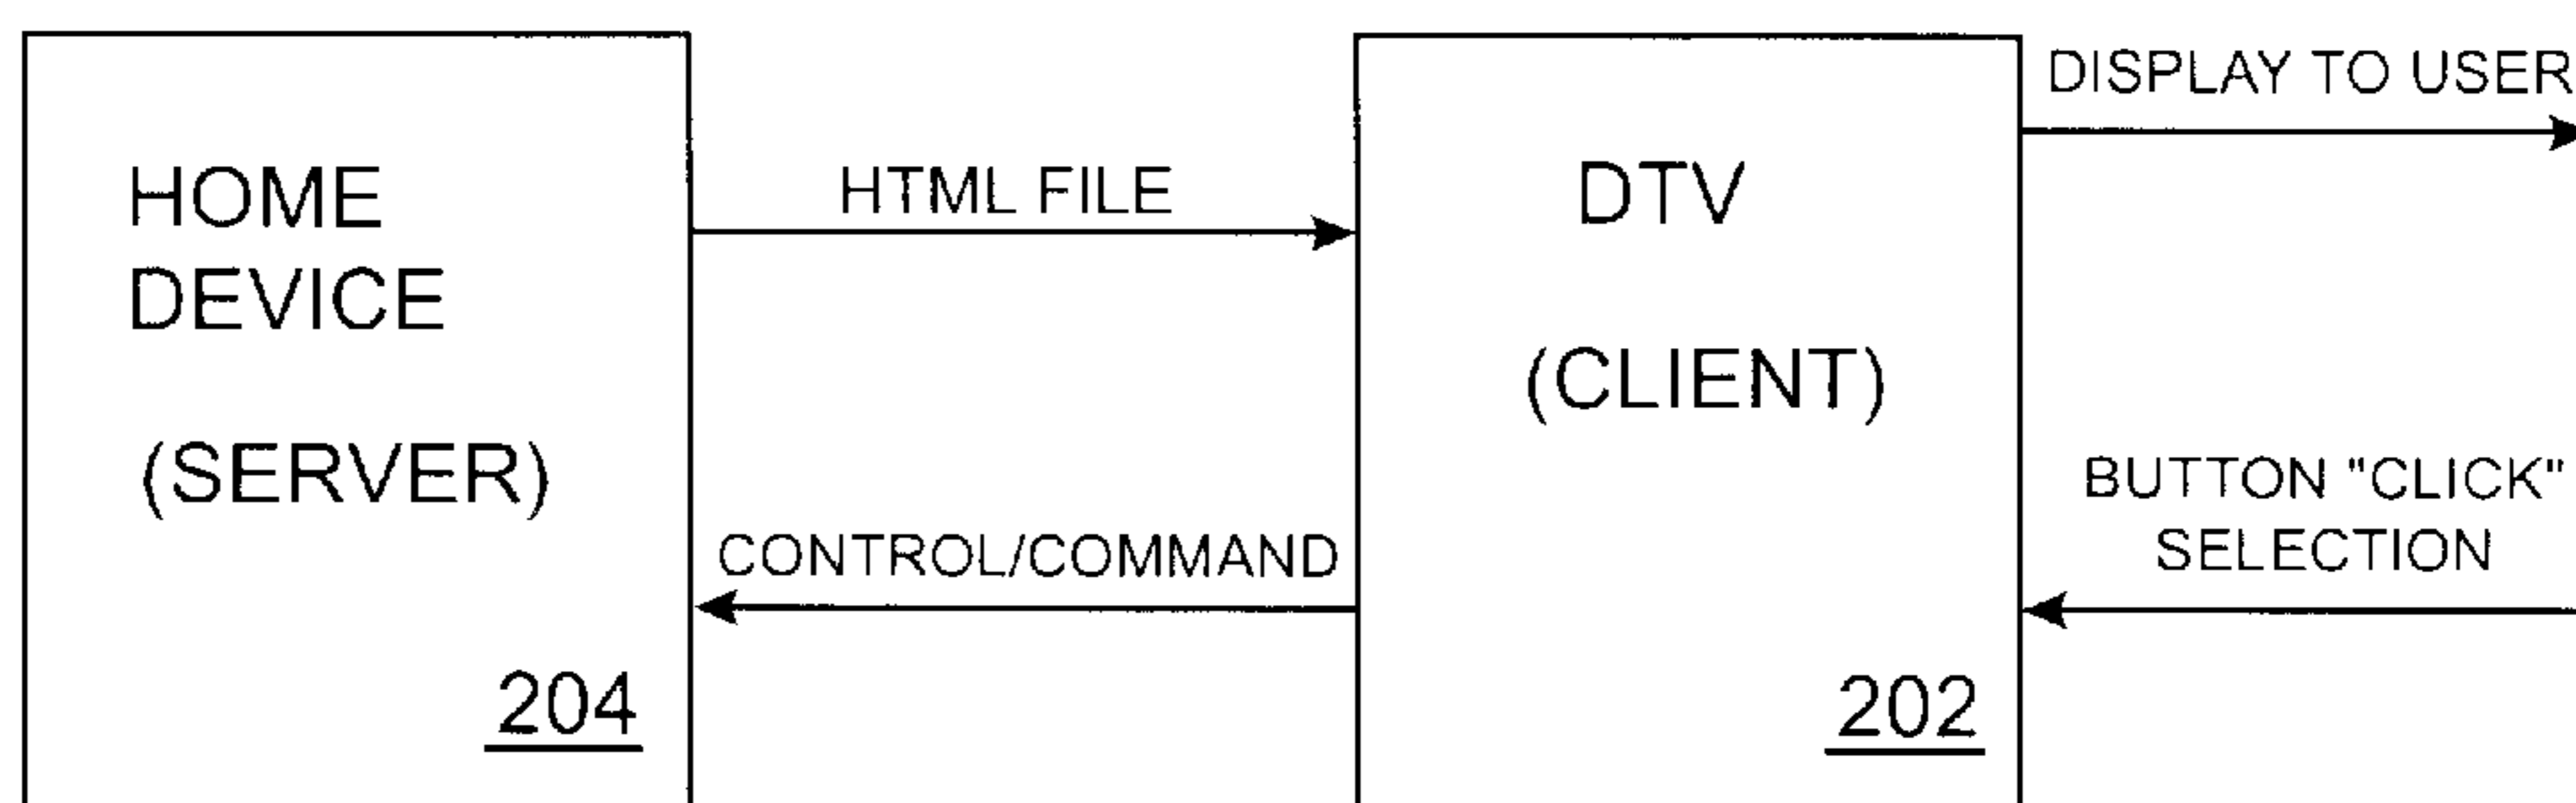 HOME
DEVICE
(SERVER)
204
HTML FILE
CONTROL/COMMAND
DTV
(CLIENT)
202
DISPLAY TO USER
BUTTON "CLICK"
SELECTION